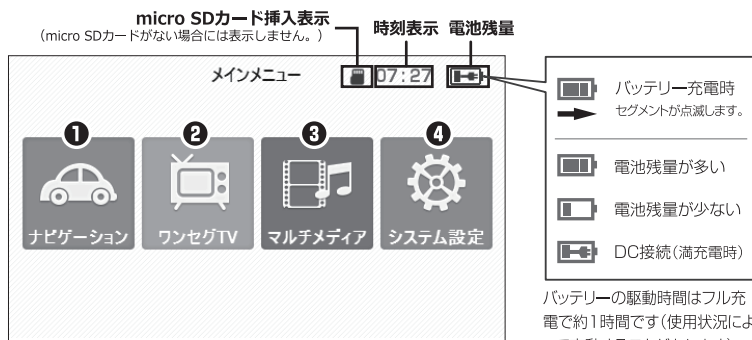 micro SDカード挿入表示
(micro SDカードがない場合には表示しません。)
時刻表示 電池残量
メインメニュー 07:27
❶ ❷ ❸ ❹
ナビゲーション ワンセグTV マルチメディア システム設定
バッテリー充電時
セグメントが点滅します。
電池残量が多い
電池残量が少ない
DC接続(満充電時)
バッテリーの駆動時間はフル充
電で約1時間です(使用状況によ